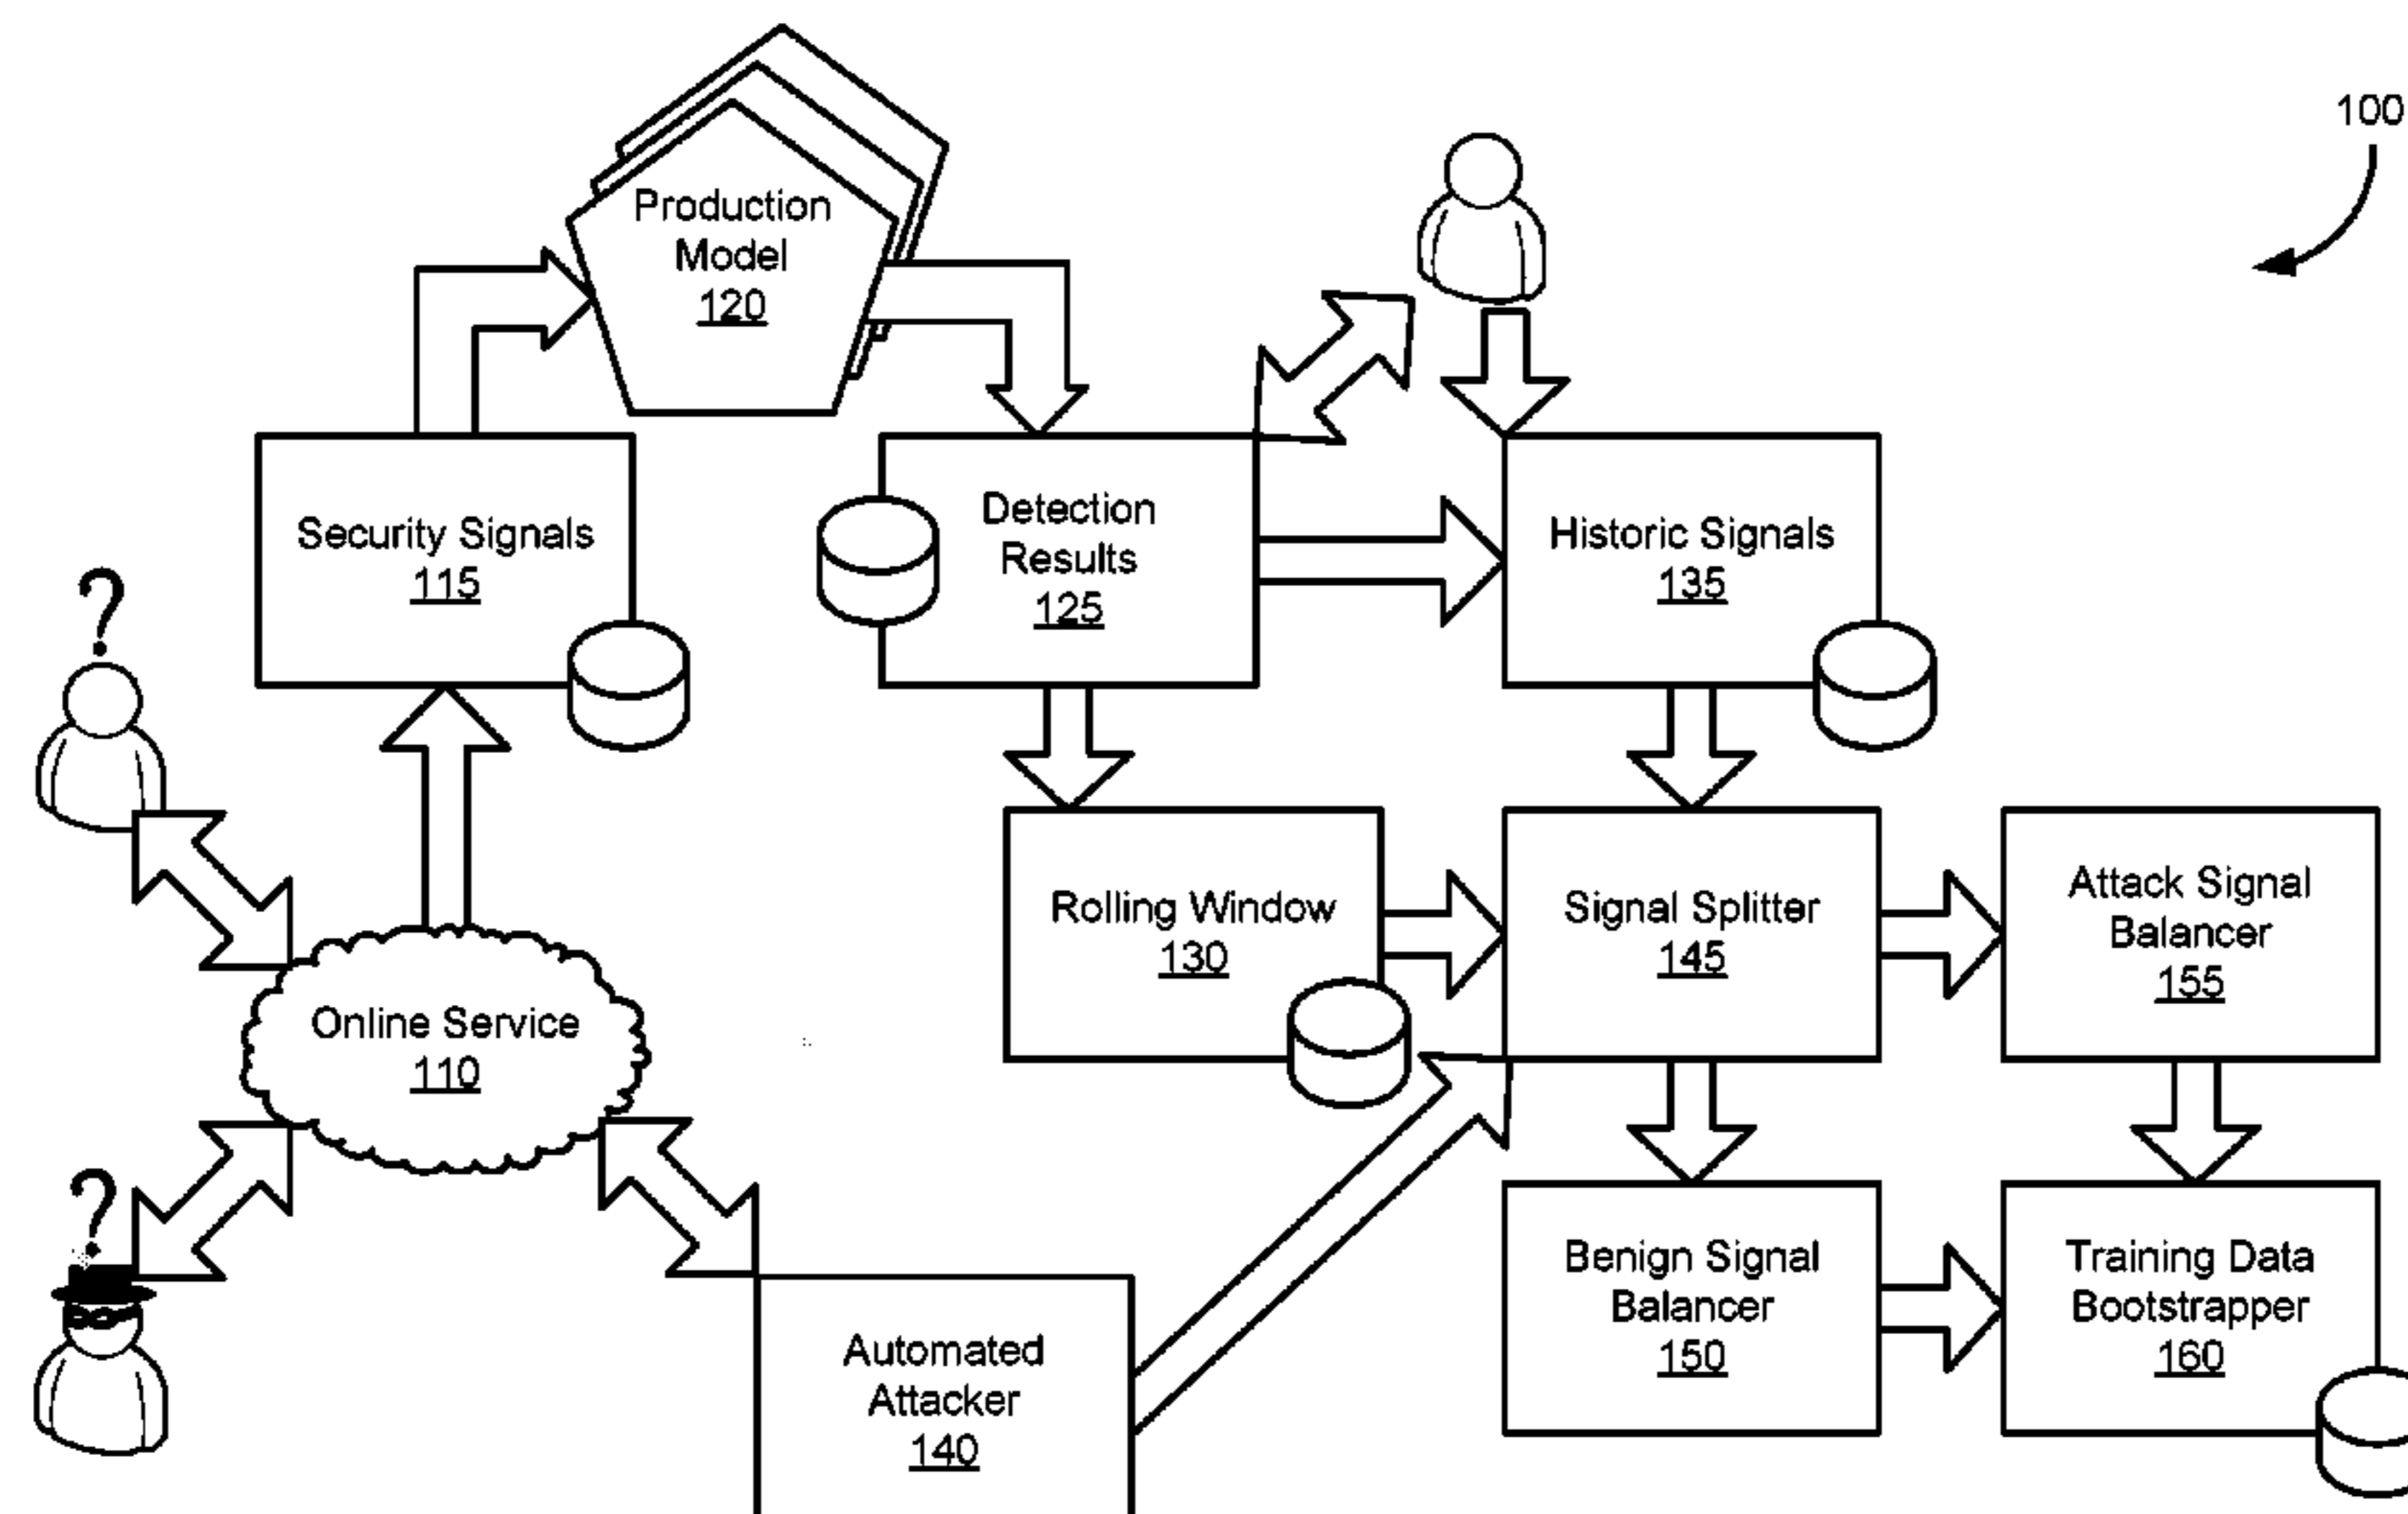 100
Production
Model
120
Security Signals
115
Detection
Results
125
Historic Signals
135
?
Rolling Window
130
Signal Splitter
145
Attack Signal
Balancer
155
Online Service
110
?
Automated
Attacker
140
Benign Signal
Balancer
150
Training Data
Bootstrapper
160